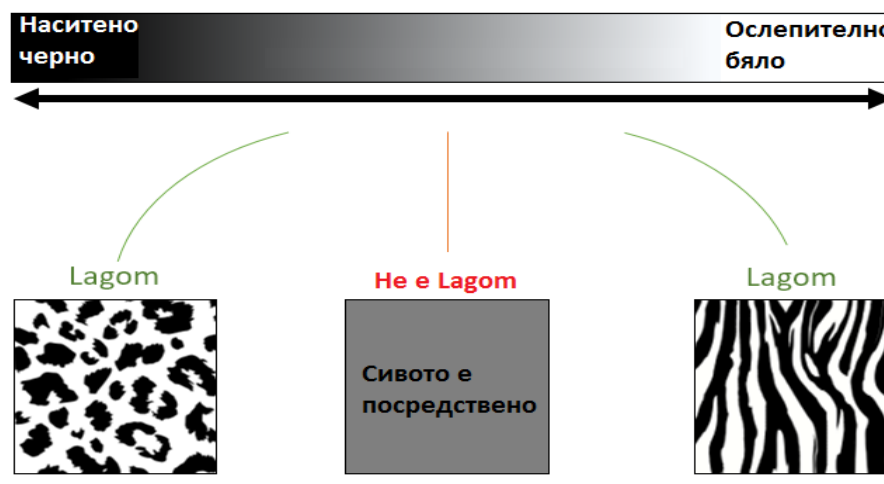 Наситено
черно
Ослепително
бяло
Lagom
Не е Lagom
Lagom
Сивото е
посредствено